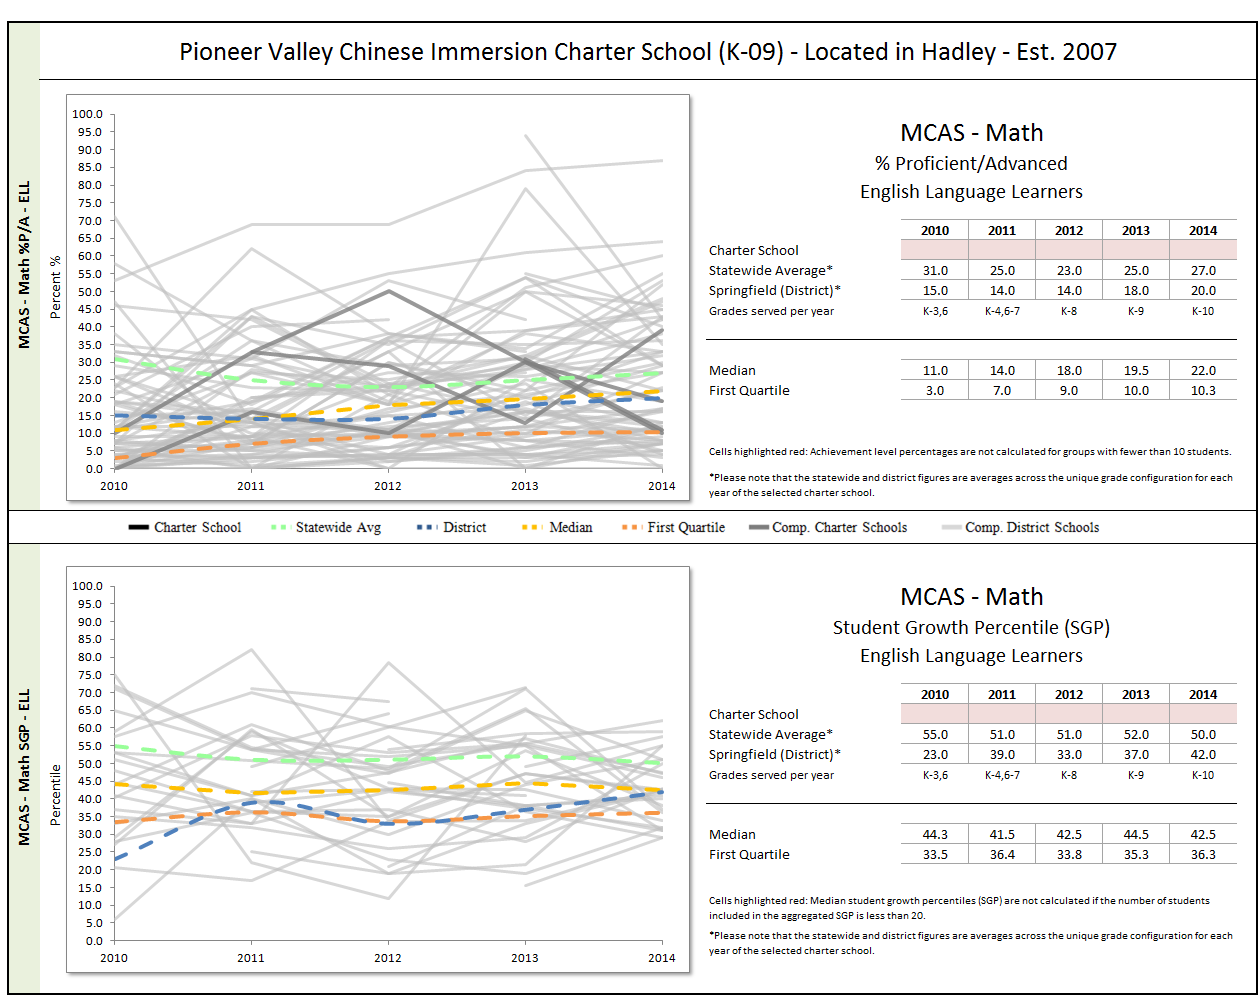 Pioneer Valley Chinese Immersion Charter School (K-09) - Located in Hadley - Est. 2007
MCAS - Math %P/A - ELL
Percent %
100.0
95.0
90.0
85.0
80.0
75.0
70.0
65.0
60.0
55.0
50.0
45.0
40.0
35.0
30.0
25.0
20.0
15.0
10.0
5.0
0.0
2010 2011 2012 2013 2014
MCAS - Math
% Proficient/Advanced
English Language Learners
2010 2011 2012 2013 2014
Charter School
Statewide Average* 31.0 25.0 23.0 25.0 27.0
Springfield (District)* 15.0 14.0 14.0 18.0 20.0
Grades served per year K-3,6 K-4,6-7 K-8 K-9 K-10
Median 11.0 14.0 18.0 19.5 22.0
First Quartile 3.0 7.0 9.0 10.0 10.3
Cells highlighted red: Achievement level percentages are not calculated for groups with fewer than 10 students.
*Please note that the statewide and district figures are averages across the unique grade configuration for each
year of the selected charter school.
Charter School Statewide Avg District Median First Quartile Comp. Charter Schools Comp. District Schools
MCAS - Math SGP - ELL
Percentile
100.0
95.0
90.0
85.0
80.0
75.0
70.0
65.0
60.0
55.0
50.0
45.0
40.0
35.0
30.0
25.0
20.0
15.0
10.0
5.0
0.0
2010 2011 2012 2013 2014
MCAS - Math
Student Growth Percentile (SGP)
English Language Learners
2010 2011 2012 2013 2014
Charter School
Statewide Average* 55.0 51.0 51.0 52.0 50.0
Springfield (District)* 23.0 39.0 33.0 37.0 42.0
Grades served per year K-3,6 K-4,6-7 K-8 K-9 K-10
Median 44.3 41.5 42.5 44.5 42.5
First Quartile 33.5 36.4 33.8 35.3 36.3
Cells highlighted red: Median student growth percentiles (SGP) are not calculated if the number of students
included in the aggregated SGP is less than 20.
*Please note that the statewide and district figures are averages across the unique grade configuration for each
year of the selected charter school.